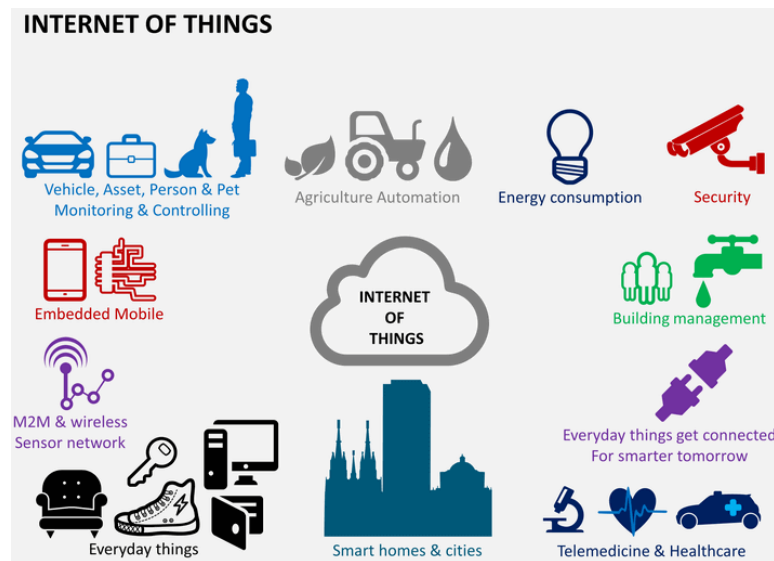 INTERNET OF THINGS
Vehicle, Asset, Person & Pet
Monitoring & Controlling
Agriculture Automation
Energy consumption
Security
Embedded Mobile
INTERNET
OF
THINGS
Building management
M2M & wireless
Sensor network
Everyday things get connected
For smarter tomorrow
Everyday things
Smart homes & cities
Telemedicine & Healthcare